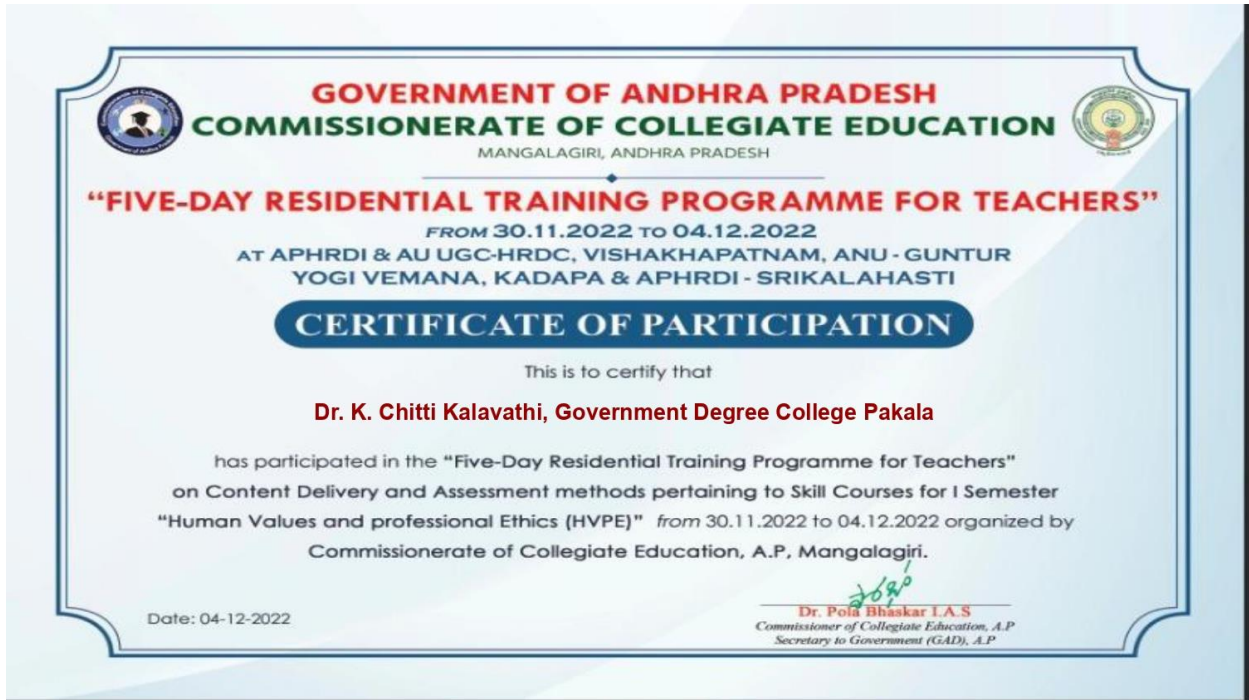 GOVERNMENT OF ANDHRA PRADESH
COMMISSIONERATE OF COLLEGIATE EDUCATION
MANGALAGIRI, ANDHRA PRADESH
“FIVE-DAY RESIDENTIAL TRAINING PROGRAMME FOR TEACHERS”
FROM 30.11.2022 TO 04.12.2022
AT APHRDI & AU UGC-HRDC, VISHAKHAPATNAM, ANU - GUNTUR
YOGI VEMANA, KADAPA & APHRDI - SRIKALAHASTI
CERTIFICATE OF PARTICIPATION
This is to certify that
Dr. K. Chitti Kalavathi, Government Degree College Pakala
has participated in the “Five-Day Residential Training Programme for Teachers”
on Content Delivery and Assessment methods pertaining to Skill Courses for I Semester
“Human Values and professional Ethics (HVPE)” from 30.11.2022 to 04.12.2022 organized by
Commissionerate of Collegiate Education, A.P, Mangalagiri.
Date: 04-12-2022
Dr. Pola Bhaskar I.A.S
Commissioner of Collegiate Education, A.P
Secretary to Government (GAD), A.P